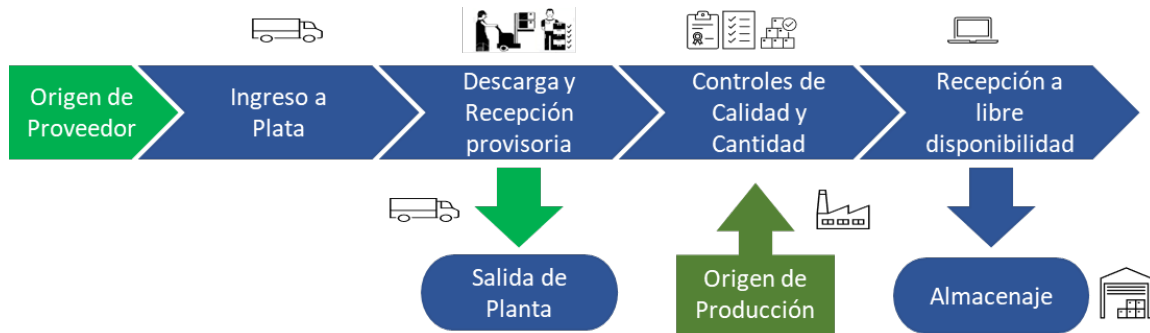 Origen de
Proveedor
Ingreso a
Plata
Descarga y
Recepción
provisoria
Controles de
Calidad y
Cantidad
Recepción a
libre
disponibilidad
Salida de
Planta
Origen de
Producción
Almacenaje